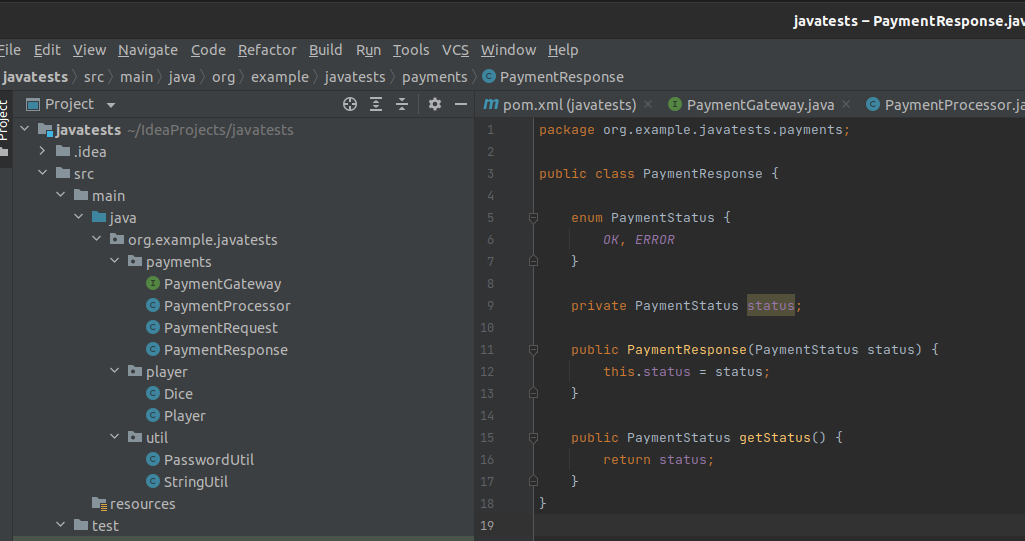 javatests – PaymentResponse.jav
File Edit View Navigate Code Refactor Build Run Tools VCS Window Help
javatests src main java org example javatests payments C PaymentResponse
Project
Project
javatests ~/IdeaProjects/javatests
.idea
src
main
java
org.example.javatests
payments
I PaymentGateway
C PaymentProcessor
C PaymentRequest
C PaymentResponse
player
C Dice
C Player
util
C PasswordUtil
C StringUtil
resources
test
m pom.xml (javatests) I PaymentGateway.java C PaymentProcessor.ja
1 package org.example.javatests.payments;
2
3 public class PaymentResponse {
4
5 enum PaymentStatus {
6 OK, ERROR
7 }
8
9 private PaymentStatus status;
10
11 public PaymentResponse(PaymentStatus status) {
12 this.status = status;
13 }
14
15 public PaymentStatus getStatus() {
16 return status;
17 }
18 }
19